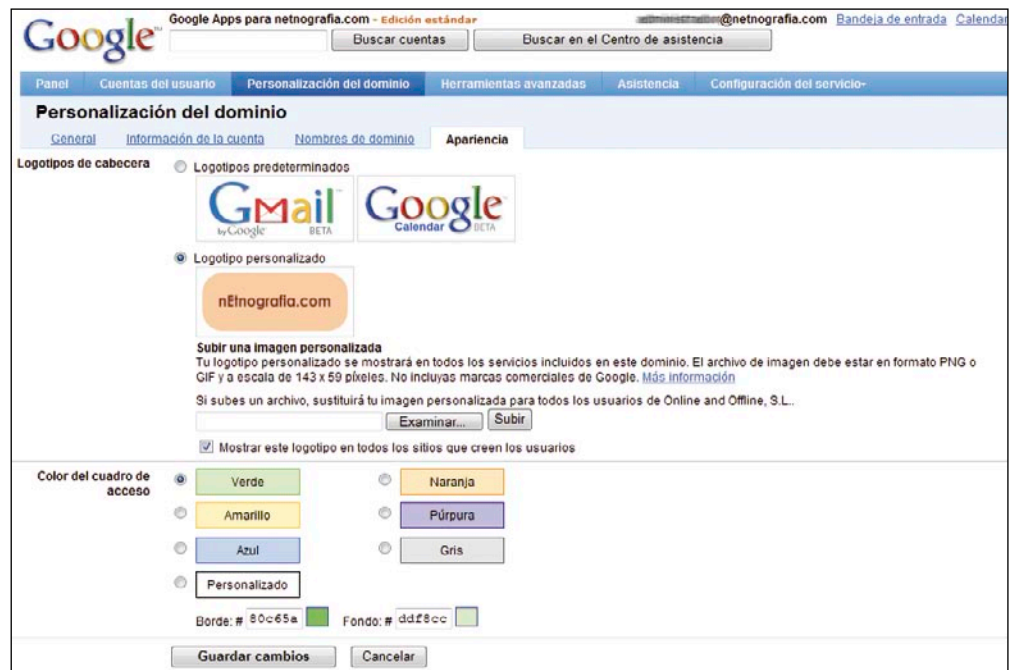 Google™
Google Apps para netnografia.com - Edición estándar
@netnografia.com Bandeja de entrada Calendar
Buscar cuentas
Buscar en el Centro de asistencia
Panel
Cuentas del usuario
Personalización del dominio
Herramientas avanzadas
Asistencia
Configuración del servicio
Personalización del dominio
General
Información de la cuenta
Nombres de dominio
Apariencia
Logotipos de cabecera
Logotipos predeterminados
GMail™
by Google BETA
Google™
Calendar BETA
Logotipo personalizado
nEtnografia.com
Subir una imagen personalizada
Tu logotipo personalizado se mostrará en todos los servicios incluidos en este dominio. El archivo de imagen debe estar en formato PNG o
GIF y a escala de 143 x 59 píxeles. No incluyas marcas comerciales de Google. Más información
Si subes un archivo, sustituirá tu imagen personalizada para todos los usuarios de Online and Offline, S.L..
Examinar...
Subir
Mostrar este logotipo en todos los sitios que creen los usuarios
Color del cuadro de
acceso
Verde
Naranja
Amarillo
Púrpura
Azul
Gris
Personalizado
Borde: # 80c65a
Fondo: # ddf8cc
Guardar cambios
Cancelar